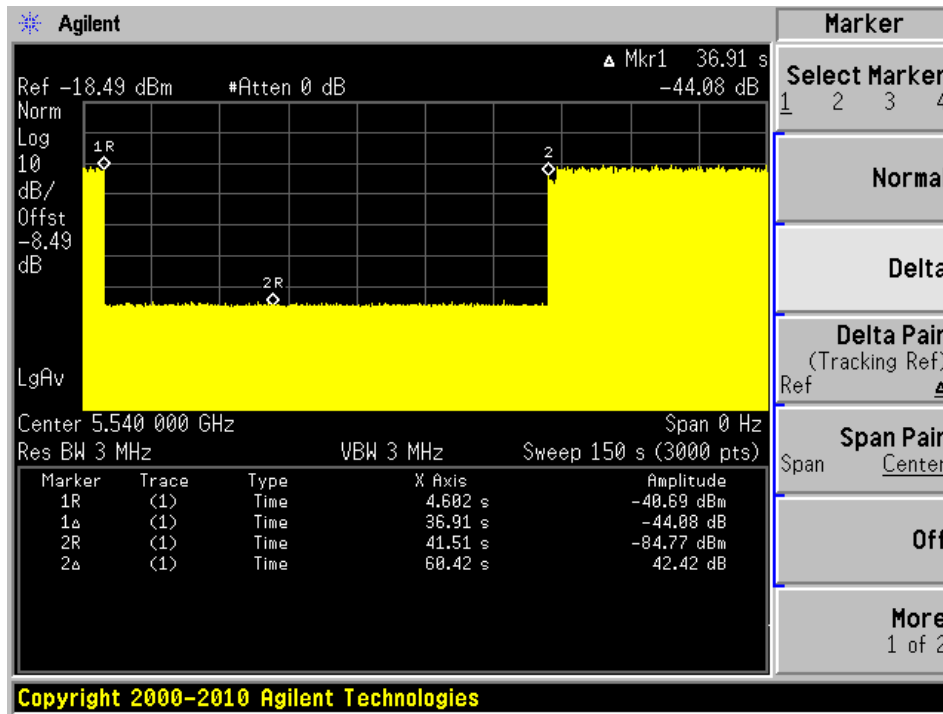 Agilent
Marker
Δ Mkr1 36.91 s
Ref -18.49 dBm #Atten 0 dB -44.08 dB
Norm
Log
10
dB/
Offst
-8.49
dB
LgAv
1R
2
2R
Center 5.540 000 GHz Span 0 Hz
Res BW 3 MHz VBW 3 MHz Sweep 150 s (3000 pts)
Marker Trace Type X Axis Amplitude
1R (1) Time 4.602 s -40.69 dBm
1Δ (1) Time 36.91 s -44.08 dB
2R (1) Time 41.51 s -84.77 dBm
2Δ (1) Time 60.42 s 42.42 dB
Select Marker
1 2 3 4
Norma
Delta
Delta Pair
(Tracking Ref)
Ref Δ
Span Pair
Span Center
Off
More
1 of 2
Copyright 2000-2010 Agilent Technologies